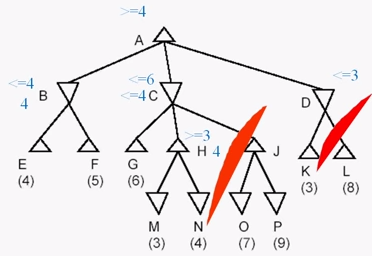 >=4
A
<=4
4
B
<=6
<=4
C
<=3
D
E
(4)
F
(5)
G
(6)
>=3
H
4
J
K
(3)
L
(8)
M
(3)
N
(4)
O
(7)
P
(9)